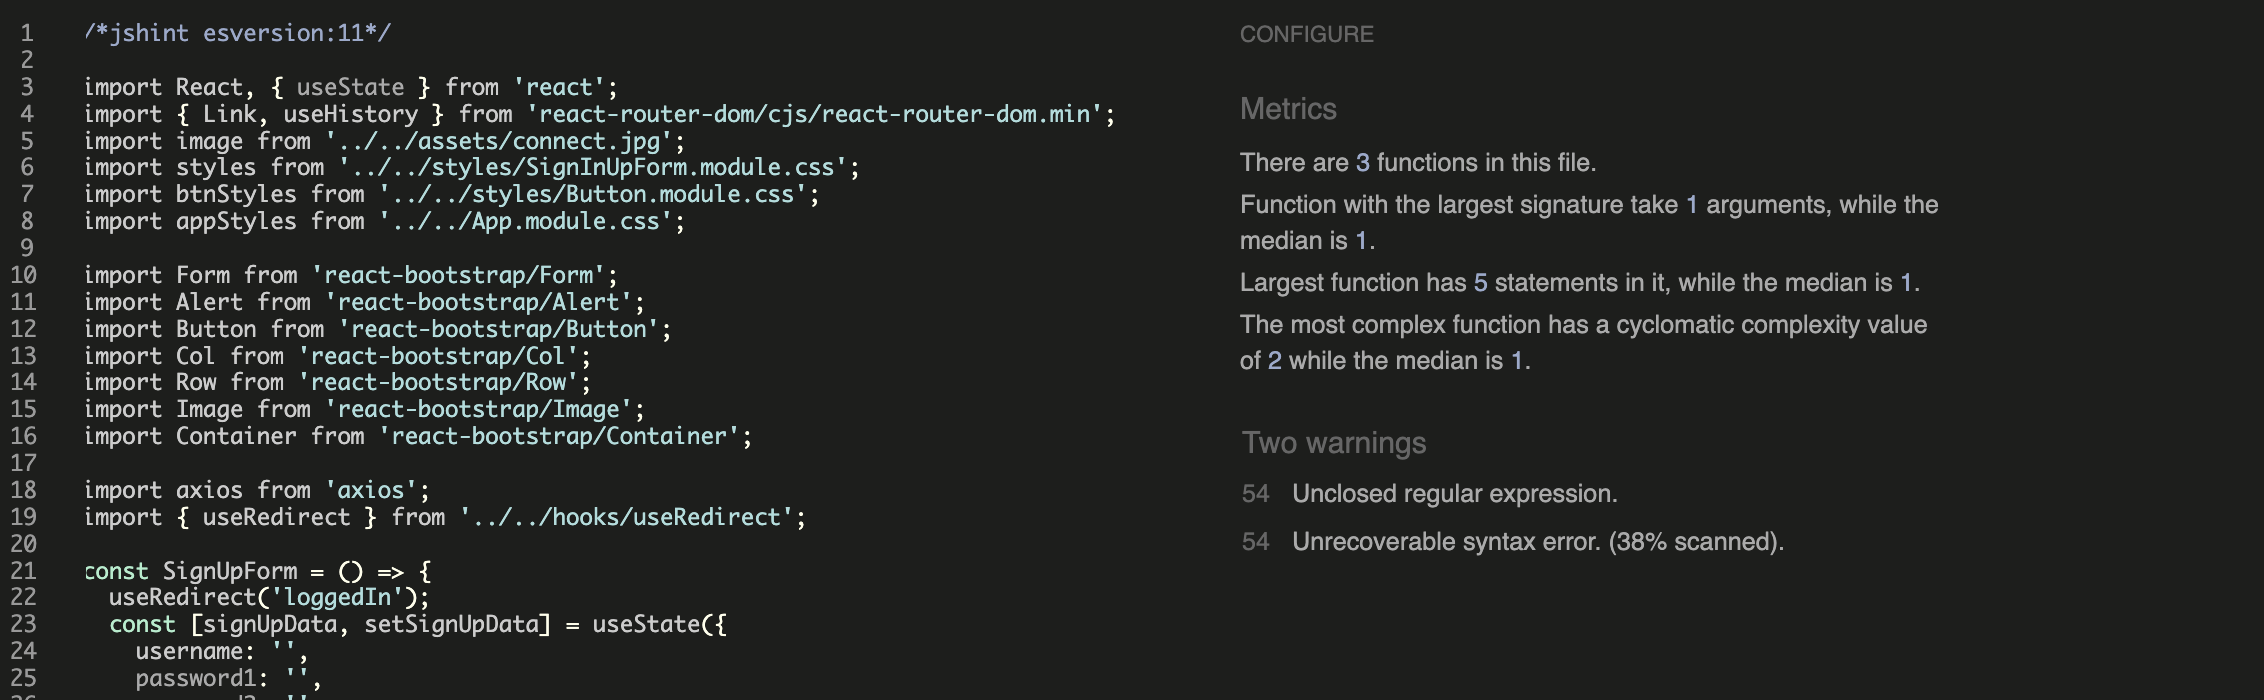 1 /*jshint esversion:11*/
2
3 import React, { useState } from 'react';
4 import { Link, useHistory } from 'react-router-dom/cjs/react-router-dom.min';
5 import image from '../../assets/connect.jpg';
6 import styles from '../../styles/SignInUpForm.module.css';
7 import btnStyles from '../../styles/Button.module.css';
8 import appStyles from '../../App.module.css';
9
10 import Form from 'react-bootstrap/Form';
11 import Alert from 'react-bootstrap/Alert';
12 import Button from 'react-bootstrap/Button';
13 import Col from 'react-bootstrap/Col';
14 import Row from 'react-bootstrap/Row';
15 import Image from 'react-bootstrap/Image';
16 import Container from 'react-bootstrap/Container';
17
18 import axios from 'axios';
19 import { useRedirect } from '../../hooks/useRedirect';
20
21 const SignUpForm = () => {
22 useRedirect('loggedIn');
23 const [signUpData, setSignUpData] = useState({
24 username: '',
25 password1: '',
CONFIGURE
Metrics
There are 3 functions in this file.
Function with the largest signature take 1 arguments, while the
median is 1.
Largest function has 5 statements in it, while the median is 1.
The most complex function has a cyclomatic complexity value
of 2 while the median is 1.
Two warnings
54 Unclosed regular expression.
54 Unrecoverable syntax error. (38% scanned).